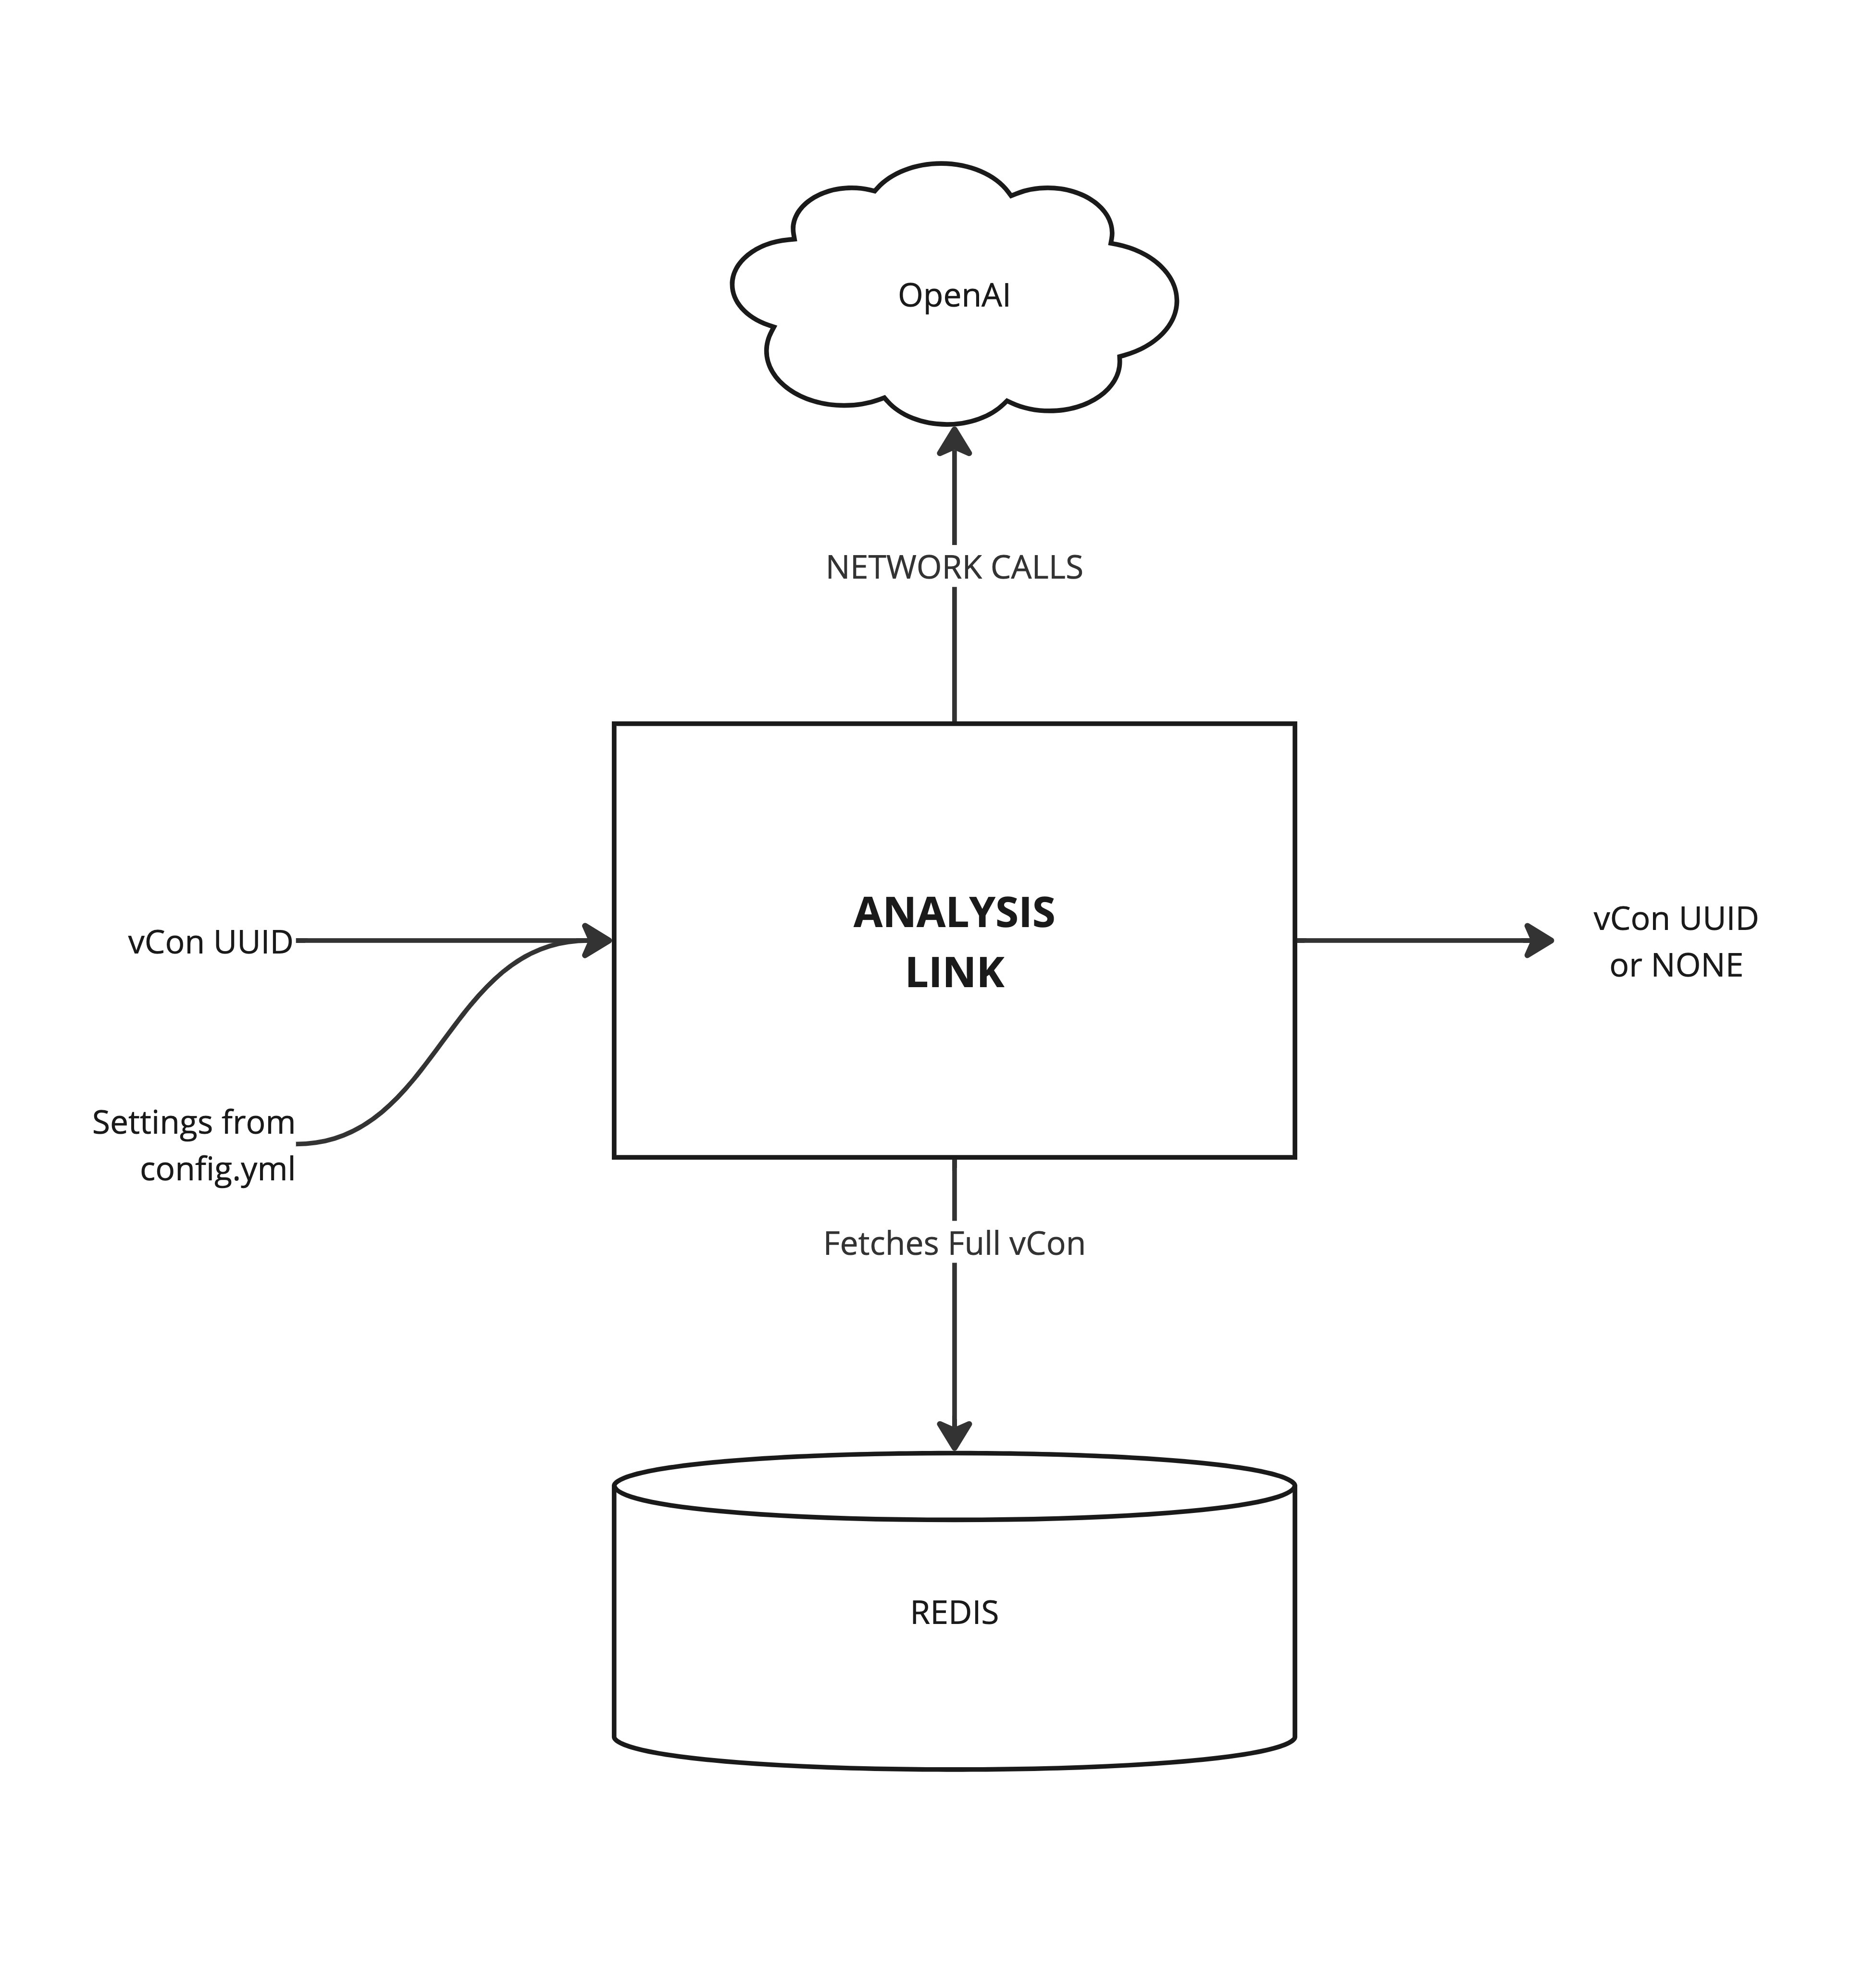 OpenAI
NETWORK CALLS
ANALYSIS
LINK
vCon UUID
Settings from
config.yml
vCon UUID
or NONE
Fetches Full vCon
REDIS